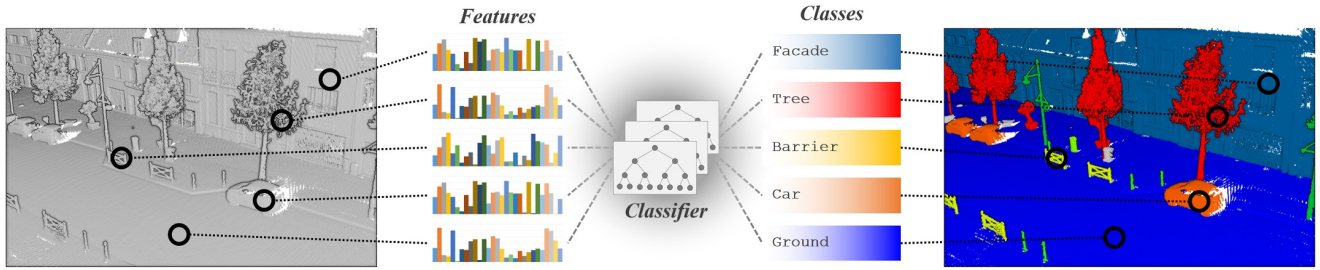 Features
Classes
Facade
Tree
Barrier
Car
Ground
Classifier